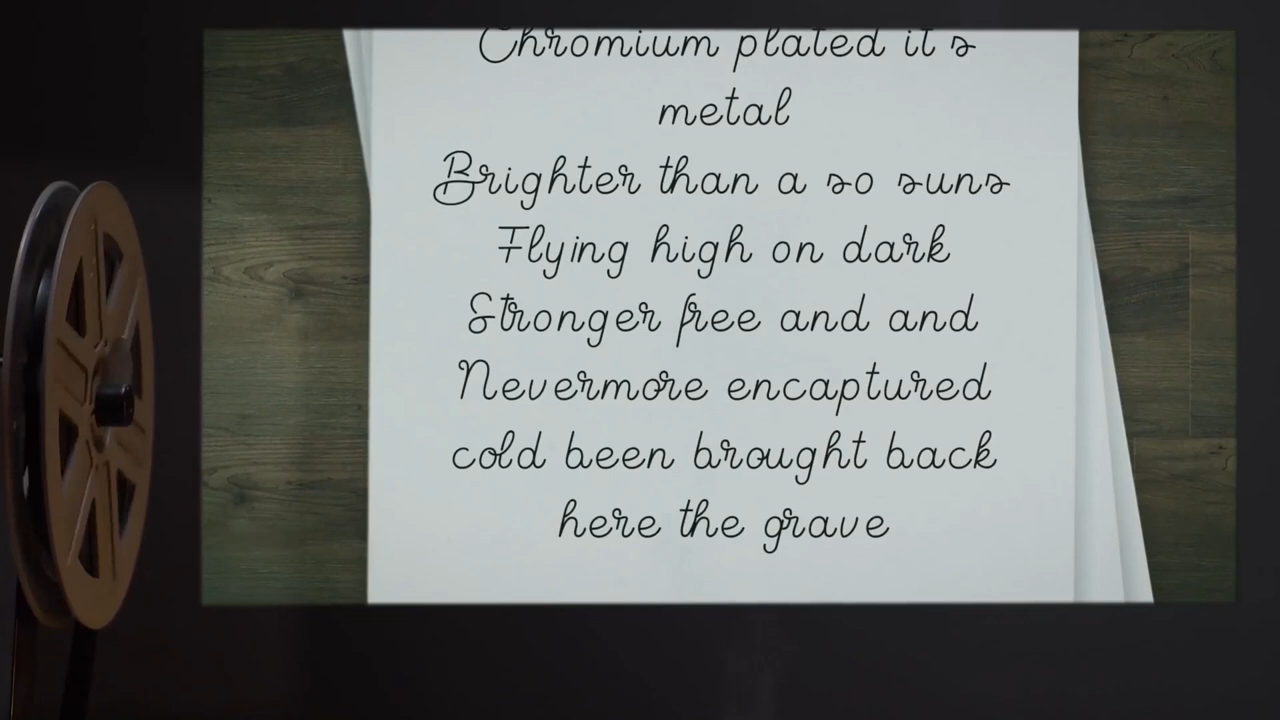 Chromium plated it s
metal
Brighter than a so suns
Flying high on dark
Stronger free and and
Nevermore encaptured
cold been brought back
here the grave